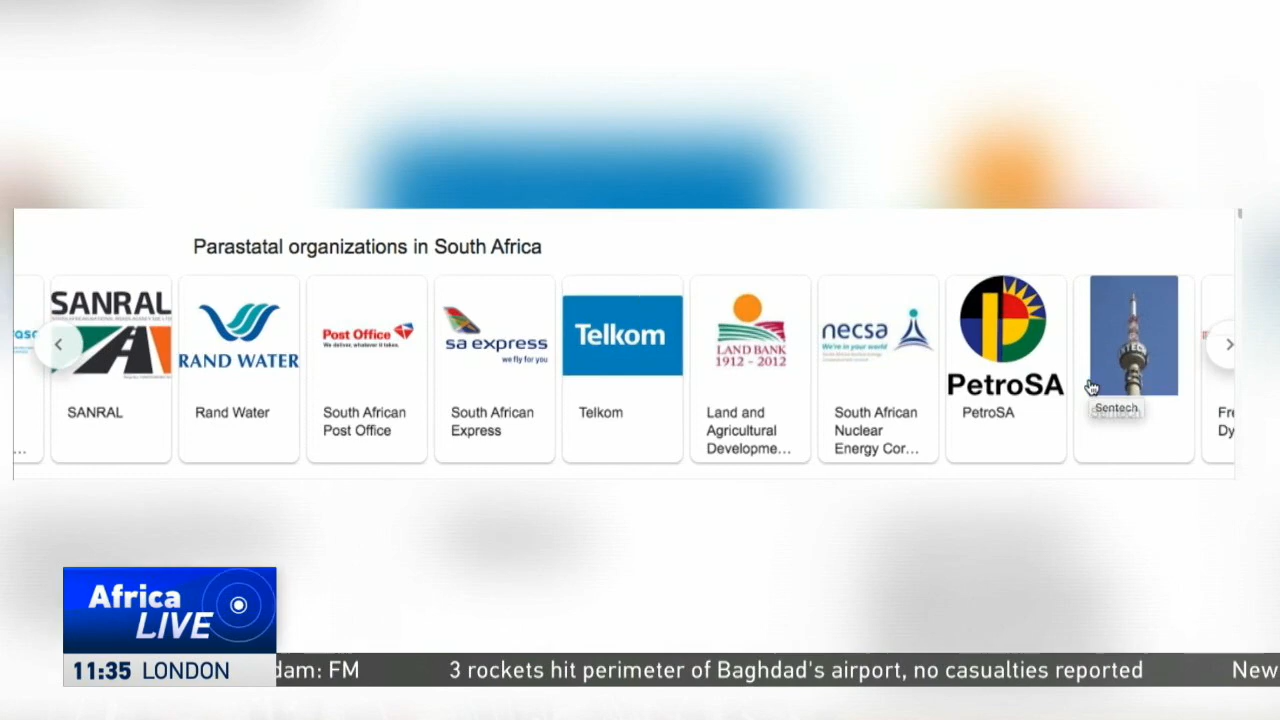 Parastatal organizations in South Africa
SANRAL
RAND WATER
Post Office
We deliver, whatever it takes.
sa express
we fly for you
Telkom
LAND BANK
1912 - 2012
necsa
We're in your world
PetroSA
SANRAL
Rand Water
South African
Post Office
South African
Express
Telkom
Land and
Agricultural
Developme...
South African
Nuclear
Energy Cor...
PetroSA
Sentech
Fre
Dy
...
Africa
LIVE
11:35 LONDON
dam: FM
3 rockets hit perimeter of Baghdad's airport, no casualties reported
New